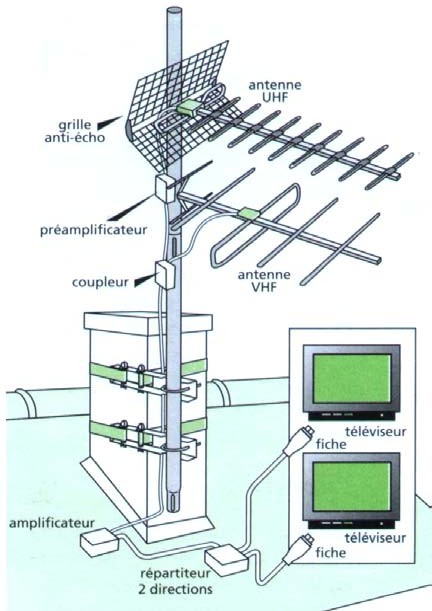 antenne
UHF
grille
anti-écho
préamplificateur
coupleur
antenne
VHF
téléviseur
fiche
amplificateur
téléviseur
fiche
répartiteur
2 directions